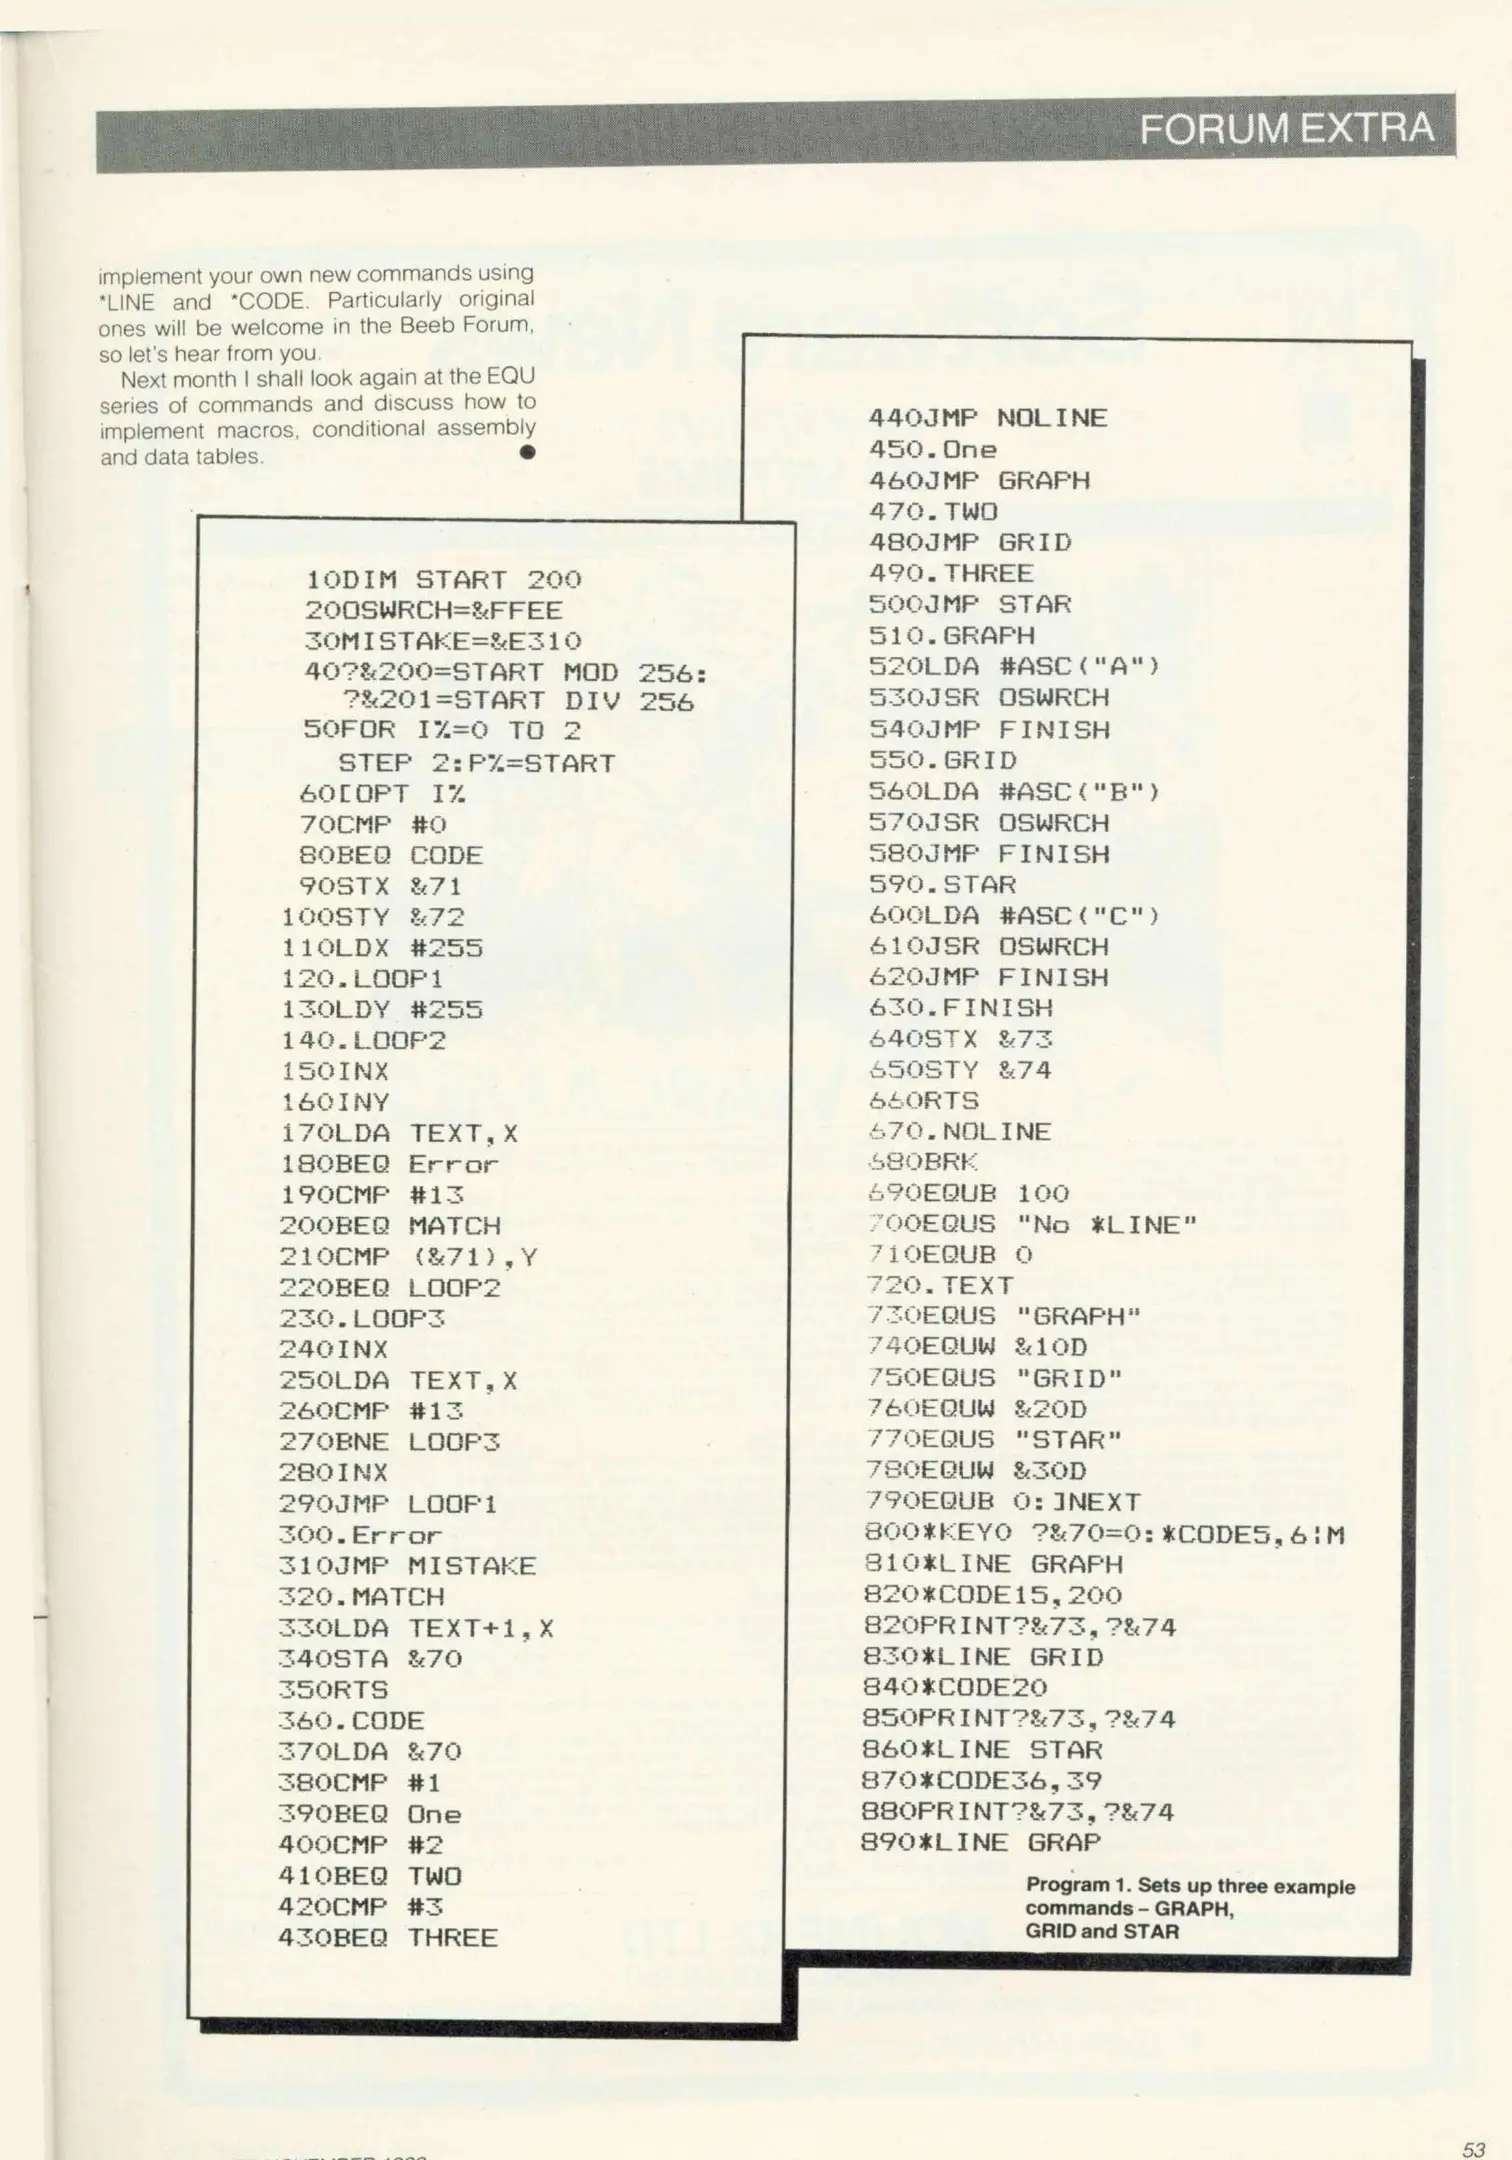 FORUM EXTRA
implement your own new commands using
*LINE and *CODE. Particularly original
ones will be welcome in the Beeb Forum,
so let's hear from you.
Next month I shall look again at the EQU
series of commands and discuss how to
implement macros, conditional assembly
and data tables.
10DIM START 200
20OSWRCH=&FFEE
30MISTAKE=&E310
40?&200=START MOD 256:
?&201=START DIV 256
50FOR I%=0 TO 2
STEP 2:P%=START
60[OPT I%
70CMP #0
80BEQ CODE
90STX &71
100STY &72
110LDX #255
120.LOOP1
130LDY #255
140.LOOP2
150INX
160INY
170LDA TEXT,X
180BEQ Error
190CMP #13
200BEQ MATCH
210CMP (&71),Y
220BEQ LOOP2
230.LOOP3
240INX
250LDA TEXT,X
260CMP #13
270BNE LOOP3
280INX
290JMP LOOP1
300.Error
310JMP MISTAKE
320.MATCH
330LDA TEXT+1,X
340STA &70
350RTS
360.CODE
370LDA &70
380CMP #1
390BEQ One
400CMP #2
410BEQ TWO
420CMP #3
430BEQ THREE
440JMP NOLINE
450.One
460JMP GRAPH
470.TWO
480JMP GRID
490.THREE
500JMP STAR
510.GRAPH
520LDA #ASC("A")
530JSR OSWRCH
540JMP FINISH
550.GRID
560LDA #ASC("B")
570JSR OSWRCH
580JMP FINISH
590.STAR
600LDA #ASC("C")
610JSR OSWRCH
620JMP FINISH
630.FINISH
640STX &73
650STY &74
660RTS
670.NOLINE
680BRK
690EQUB 100
700EQUS "No *LINE"
710EQUB 0
720.TEXT
730EQUS "GRAPH"
740EQUW &10D
750EQUS "GRID"
760EQUW &20D
770EQUS "STAR"
780EQUW &30D
790EQUB 0:]NEXT
800*KEY0 ?&70=0:*CODE5,6¦M
810*LINE GRAPH
820*CODE15,200
820PRINT?&73,?&74
830*LINE GRID
840*CODE20
850PRINT?&73,?&74
860*LINE STAR
870*CODE36,39
880PRINT?&73,?&74
890*LINE GRAP
Program 1. Sets up three example
commands – GRAPH,
GRID and STAR
53